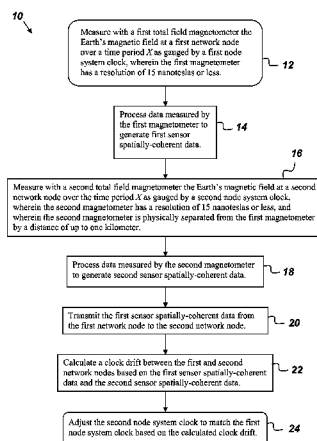 10
Measure with a first total field magnetometer the
Earth's magnetic field at a first network node
over a time period X as gauged by a first node
system clock, wherein the first magnetometer
has a resolution of 15 nanoteslas or less.
12
Process data measured by
the first magnetometer to
generate first sensor
spatially-coherent data.
14
16
Measure with a second total field magnetometer the Earth's magnetic field at a second
network node over the time period X as gauged by a second node system clock,
wherein the second magnetometer has a resolution of 15 nanoteslas or less, and
wherein the second magnetometer is physically separated from the first magnetometer
by a distance of up to one kilometer.
Process data measured by the second magnetometer
to generate second sensor spatially-coherent data.
18
Transmit the first sensor spatially-coherent data from
the first network node to the second network node.
20
Calculate a clock drift between the first and second
network nodes based on the first sensor spatially-coherent
data and the second sensor spatially-coherent data.
22
Adjust the second node system clock to match the
first node system clock based on the calculated clock drift.
24